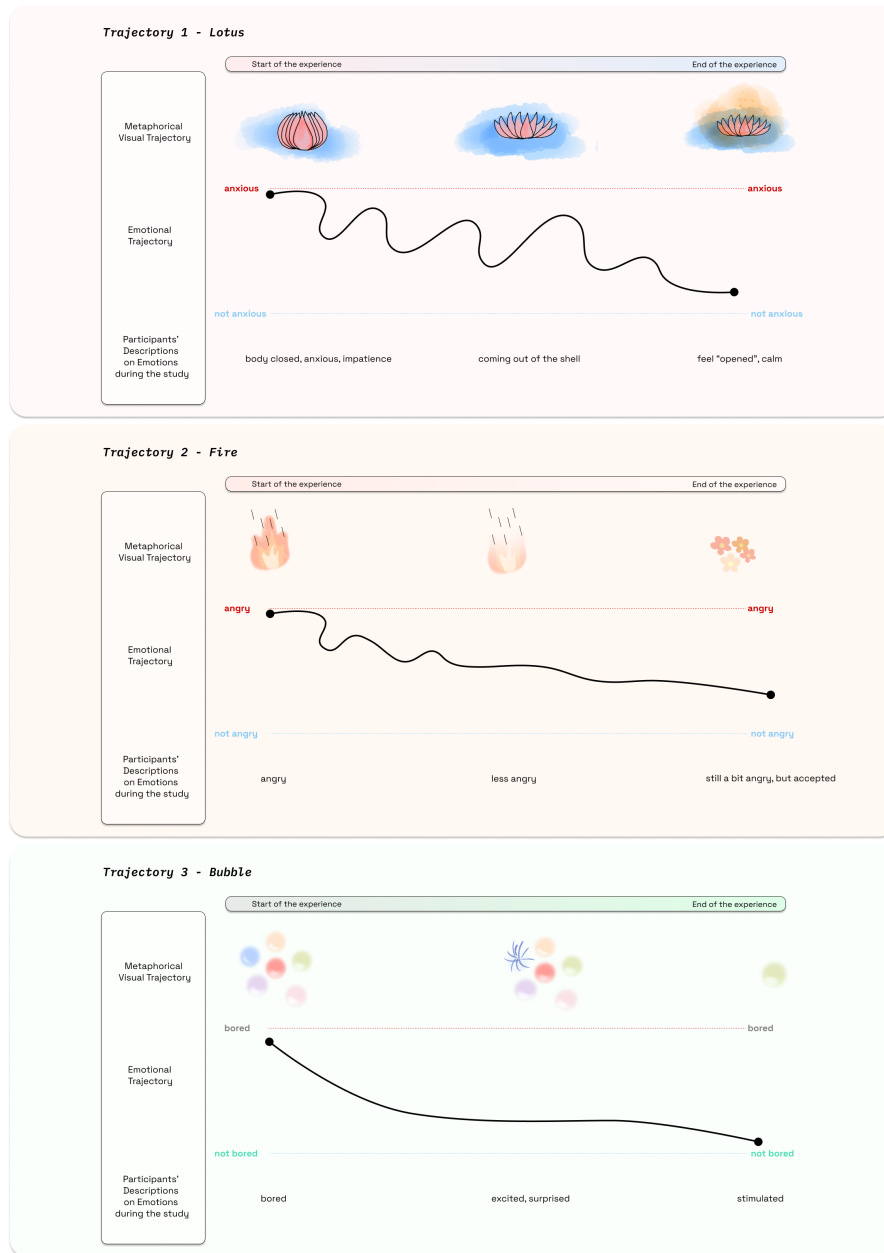 Trajectory 1 - Lotus
Start of the experience
End of the experience
Metaphorical
Visual Trajectory
anxious
anxious
Emotional
Trajectory
not anxious
not anxious
Participants'
Descriptions
on Emotions
during the study
body closed, anxious, impatience
coming out of the shell
feel “opened”, calm
Trajectory 2 - Fire
Start of the experience
End of the experience
Metaphorical
Visual Trajectory
angry
angry
Emotional
Trajectory
not angry
not angry
Participants'
Descriptions
on Emotions
during the study
angry
less angry
still a bit angry, but accepted
Trajectory 3 - Bubble
Start of the experience
End of the experience
Metaphorical
Visual Trajectory
bored
bored
Emotional
Trajectory
not bored
not bored
Participants'
Descriptions
on Emotions
during the study
bored
excited, surprised
stimulated